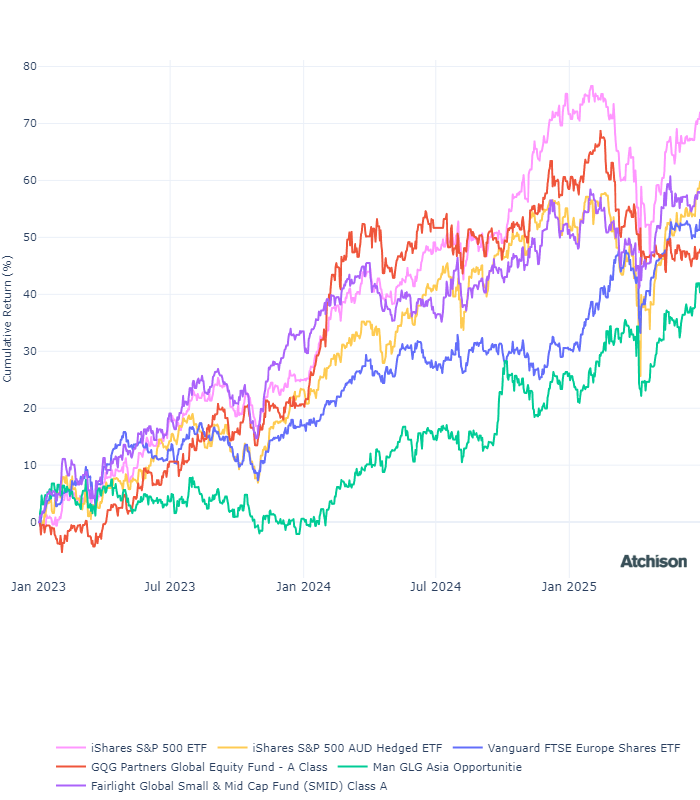 80
70
60
50
40
30
20
10
0
Cumulative Return (%)
Jan 2023 Jul 2023 Jan 2024 Jul 2024 Jan 2025
Atchison
iShares S&P 500 ETF iShares S&P 500 AUD Hedged ETF Vanguard FTSE Europe Shares ETF
GQG Partners Global Equity Fund - A Class Man GLG Asia Opportunitie
Fairlight Global Small & Mid Cap Fund (SMID) Class A